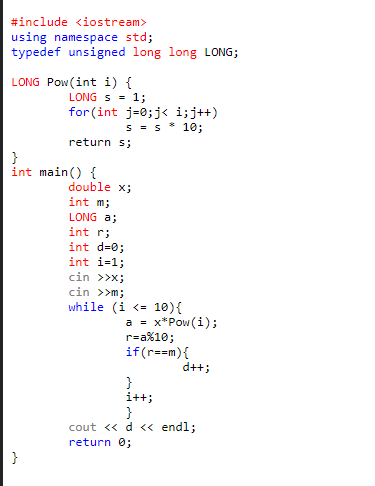 #include <iostream>
using namespace std;
typedef unsigned long long LONG;

LONG Pow(int i) {
        LONG s = 1;
        for(int j=0;j< i;j++)
                s = s * 10;
        return s;
}
int main() {
        double x;
        int m;
        LONG a;
        int r;
        int d=0;
        int i=1;
        cin >>x;
        cin >>m;
        while (i <= 10){
                a = x*Pow(i);
                r=a%10;
                if(r==m){
                        d++;
                }
                i++;
                }
        cout << d << endl;
        return 0;
}